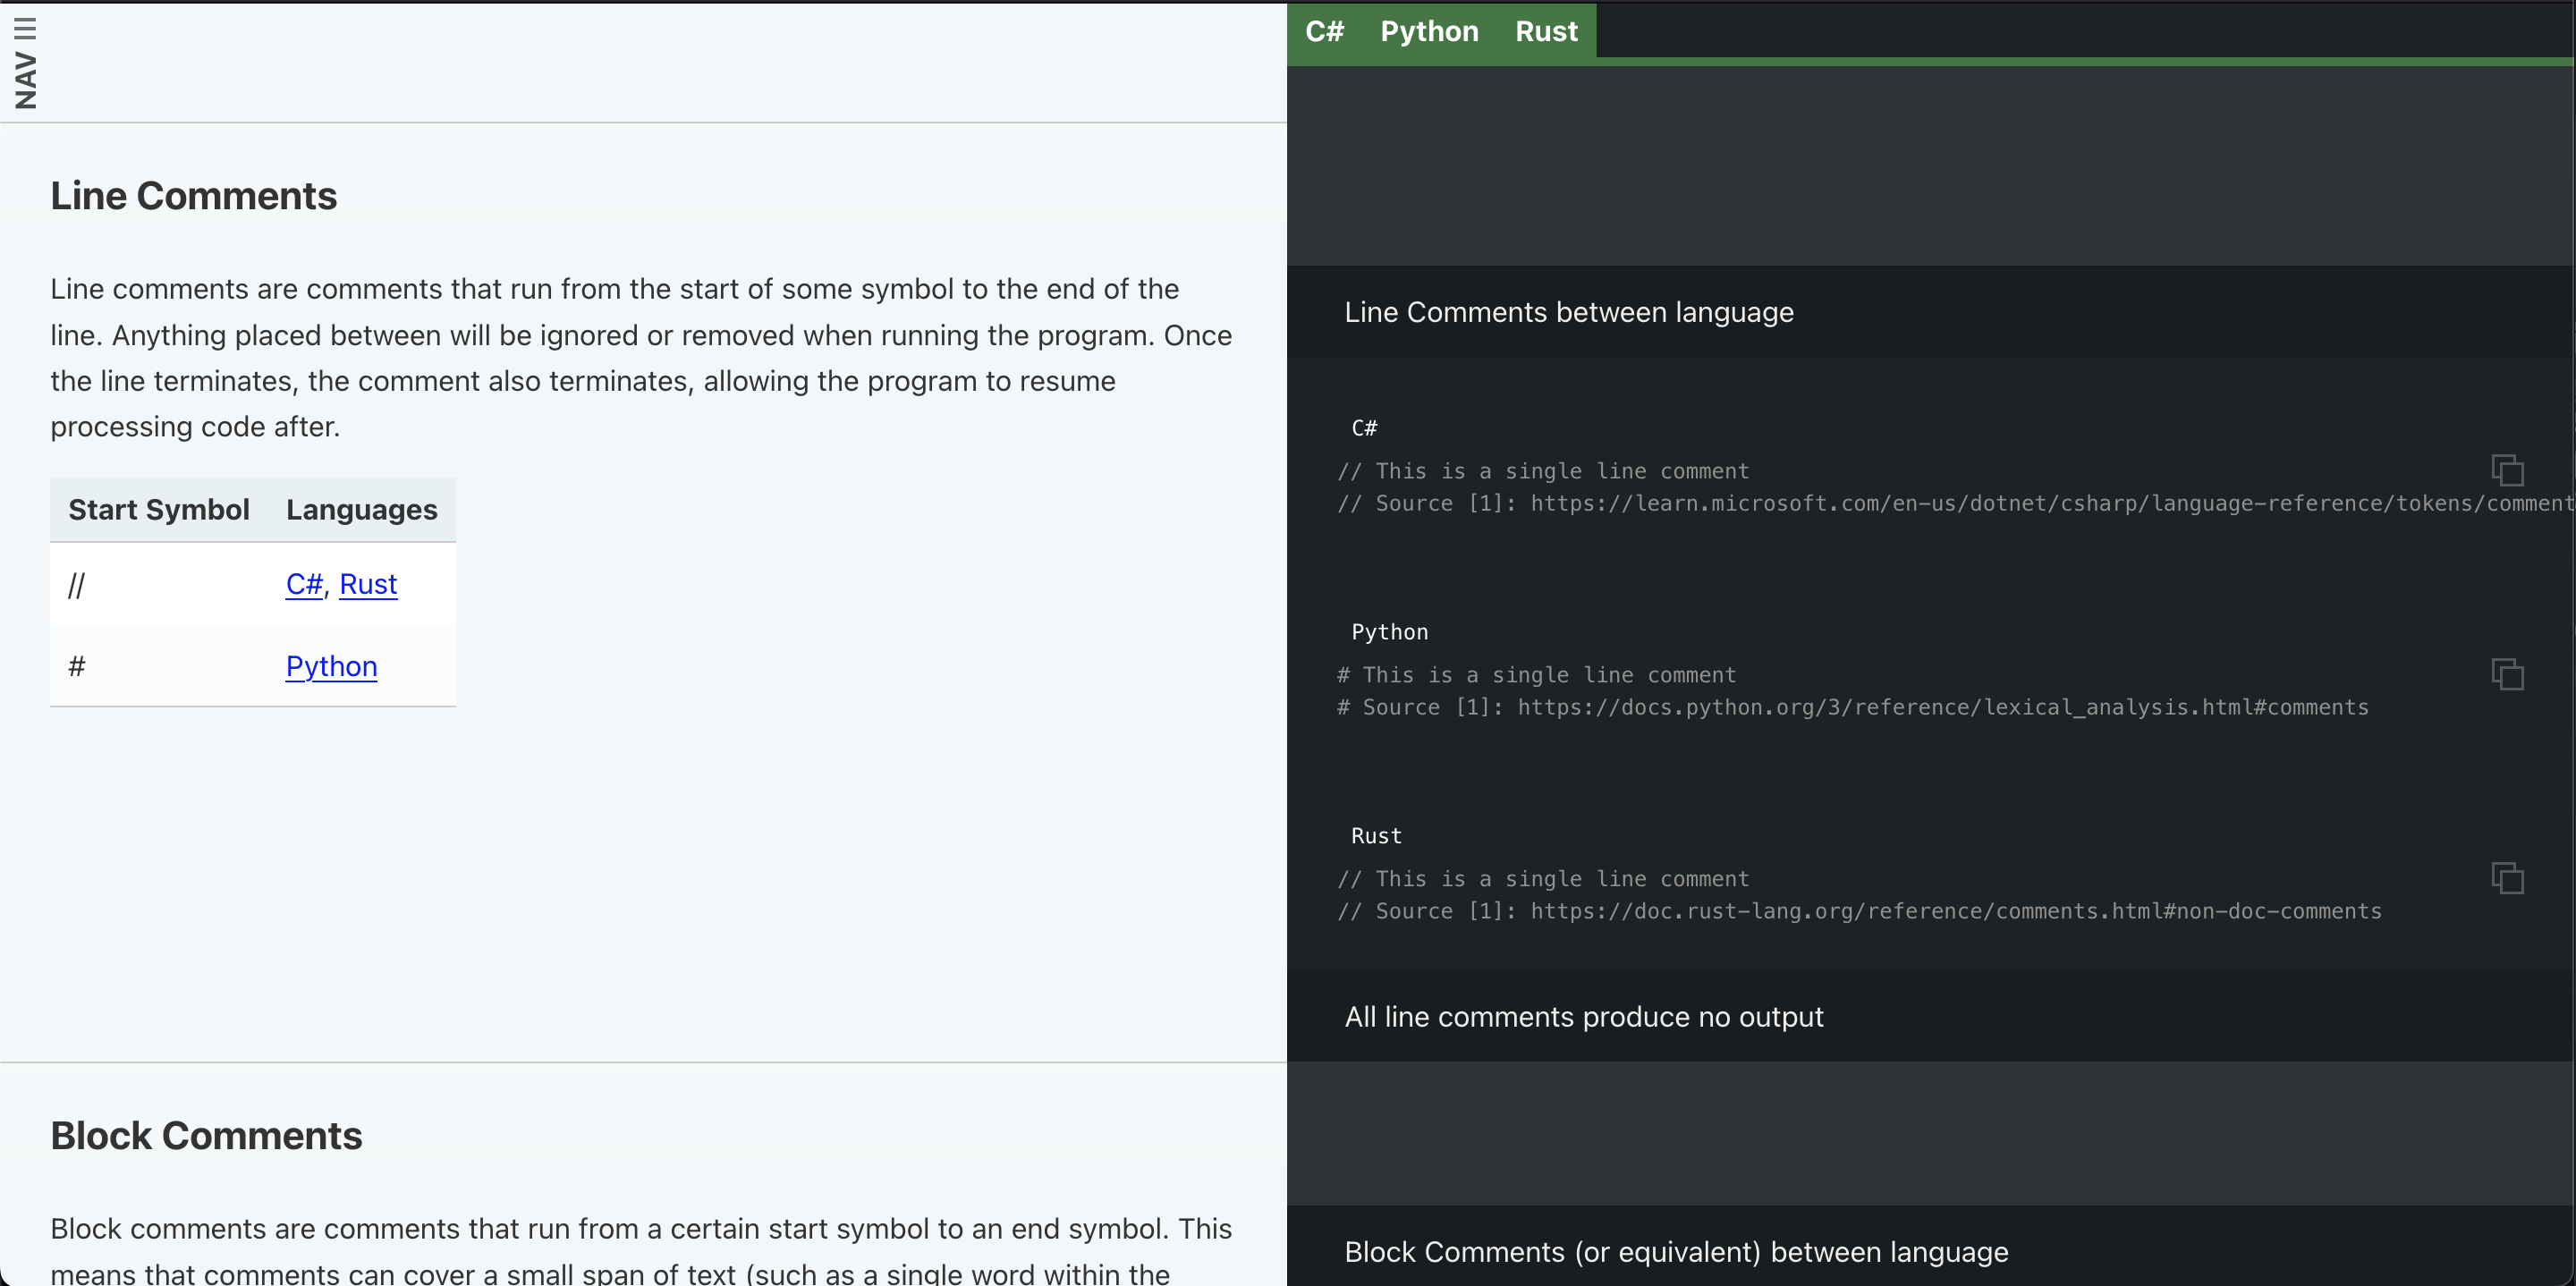 NAV
Line Comments
Line comments are comments that run from the start of some symbol to the end of the
line. Anything placed between will be ignored or removed when running the program. Once
the line terminates, the comment also terminates, allowing the program to resume
processing code after.
Start Symbol Languages
// C#, Rust
# Python
Block Comments
Block comments are comments that run from a certain start symbol to an end symbol. This
means that comments can cover a small span of text (such as a single word within the
C# Python Rust
Line Comments between language
C#
// This is a single line comment
// Source [1]: https://learn.microsoft.com/en-us/dotnet/csharp/language-reference/tokens/comment
Python
# This is a single line comment
# Source [1]: https://docs.python.org/3/reference/lexical_analysis.html#comments
Rust
// This is a single line comment
// Source [1]: https://doc.rust-lang.org/reference/comments.html#non-doc-comments
All line comments produce no output
Block Comments (or equivalent) between language